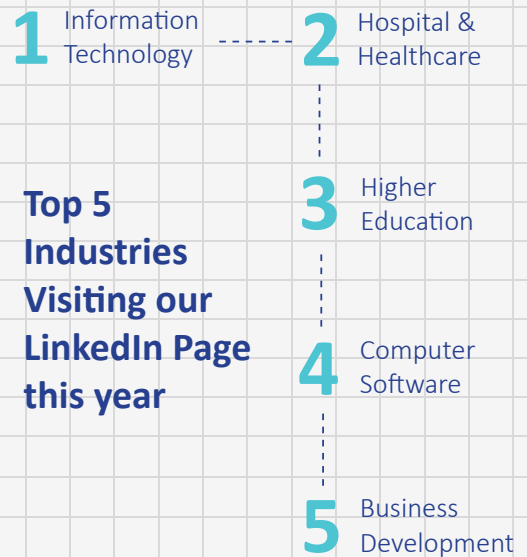 1 Information
Technology
2 Hospital &
Healthcare
3 Higher
Education
Top 5
Industries
Visiting our
LinkedIn Page
this year
4 Computer
Software
5 Business
Development